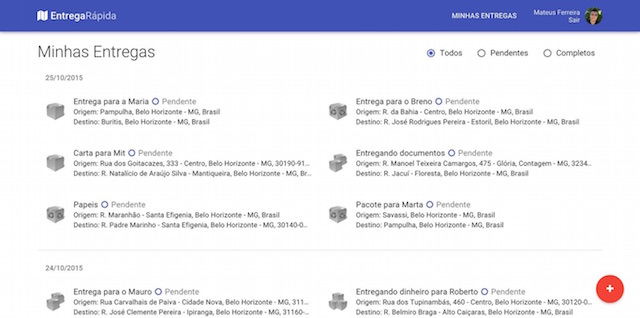 EntregaRápida
MINHAS ENTREGAS
Mateus Ferreira
Sair
Minhas Entregas
Todos
Pendentes
Completos
25/10/2015
Entrega para a Maria Pendente
Origem: Pampulha, Belo Horizonte - MG, Brasil
Destino: Buritis, Belo Horizonte - MG, Brasil
Entrega para o Breno Pendente
Origem: R. da Bahia - Centro, Belo Horizonte - MG, Brasil
Destino: R. José Rodrigues Pereira - Estoril, Belo Horizonte - MG, Brasil
Carta para Mit Pendente
Origem: Rua dos Goitacazes, 333 - Centro, Belo Horizonte - MG, 30190-91...
Destino: R. Natalício de Araújo Silva - Mantiqueira, Belo Horizonte - MG, Br...
Entregando documentos Pendente
Origem: R. Manoel Teixeira Camargos, 475 - Glória, Contagem - MG, 3234...
Destino: R. Jacuí - Floresta, Belo Horizonte - MG, Brasil
Papeis Pendente
Origem: R. Maranhão - Santa Efigenia, Belo Horizonte - MG, Brasil
Destino: R. Padre Marinho - Santa Efigenia, Belo Horizonte - MG, 30140-0...
Pacote para Marta Pendente
Origem: Savassi, Belo Horizonte - MG, Brasil
Destino: Pampulha, Belo Horizonte - MG, Brasil
24/10/2015
Entrega para o Mauro Pendente
Origem: Rua Carvalhais de Paiva - Cidade Nova, Belo Horizonte - MG, 311...
Destino: R. José Clemente Pereira - Ipiranga, Belo Horizonte - MG, 31160-...
Entregando dinheiro para Roberto Pendente
Origem: Rua dos Tupinambás, 460 - Centro, Belo Horizonte - MG, 30120-0...
Destino: R. Belmiro Braga - Alto Caiçaras, Belo Horizonte - MG, Brasil
+